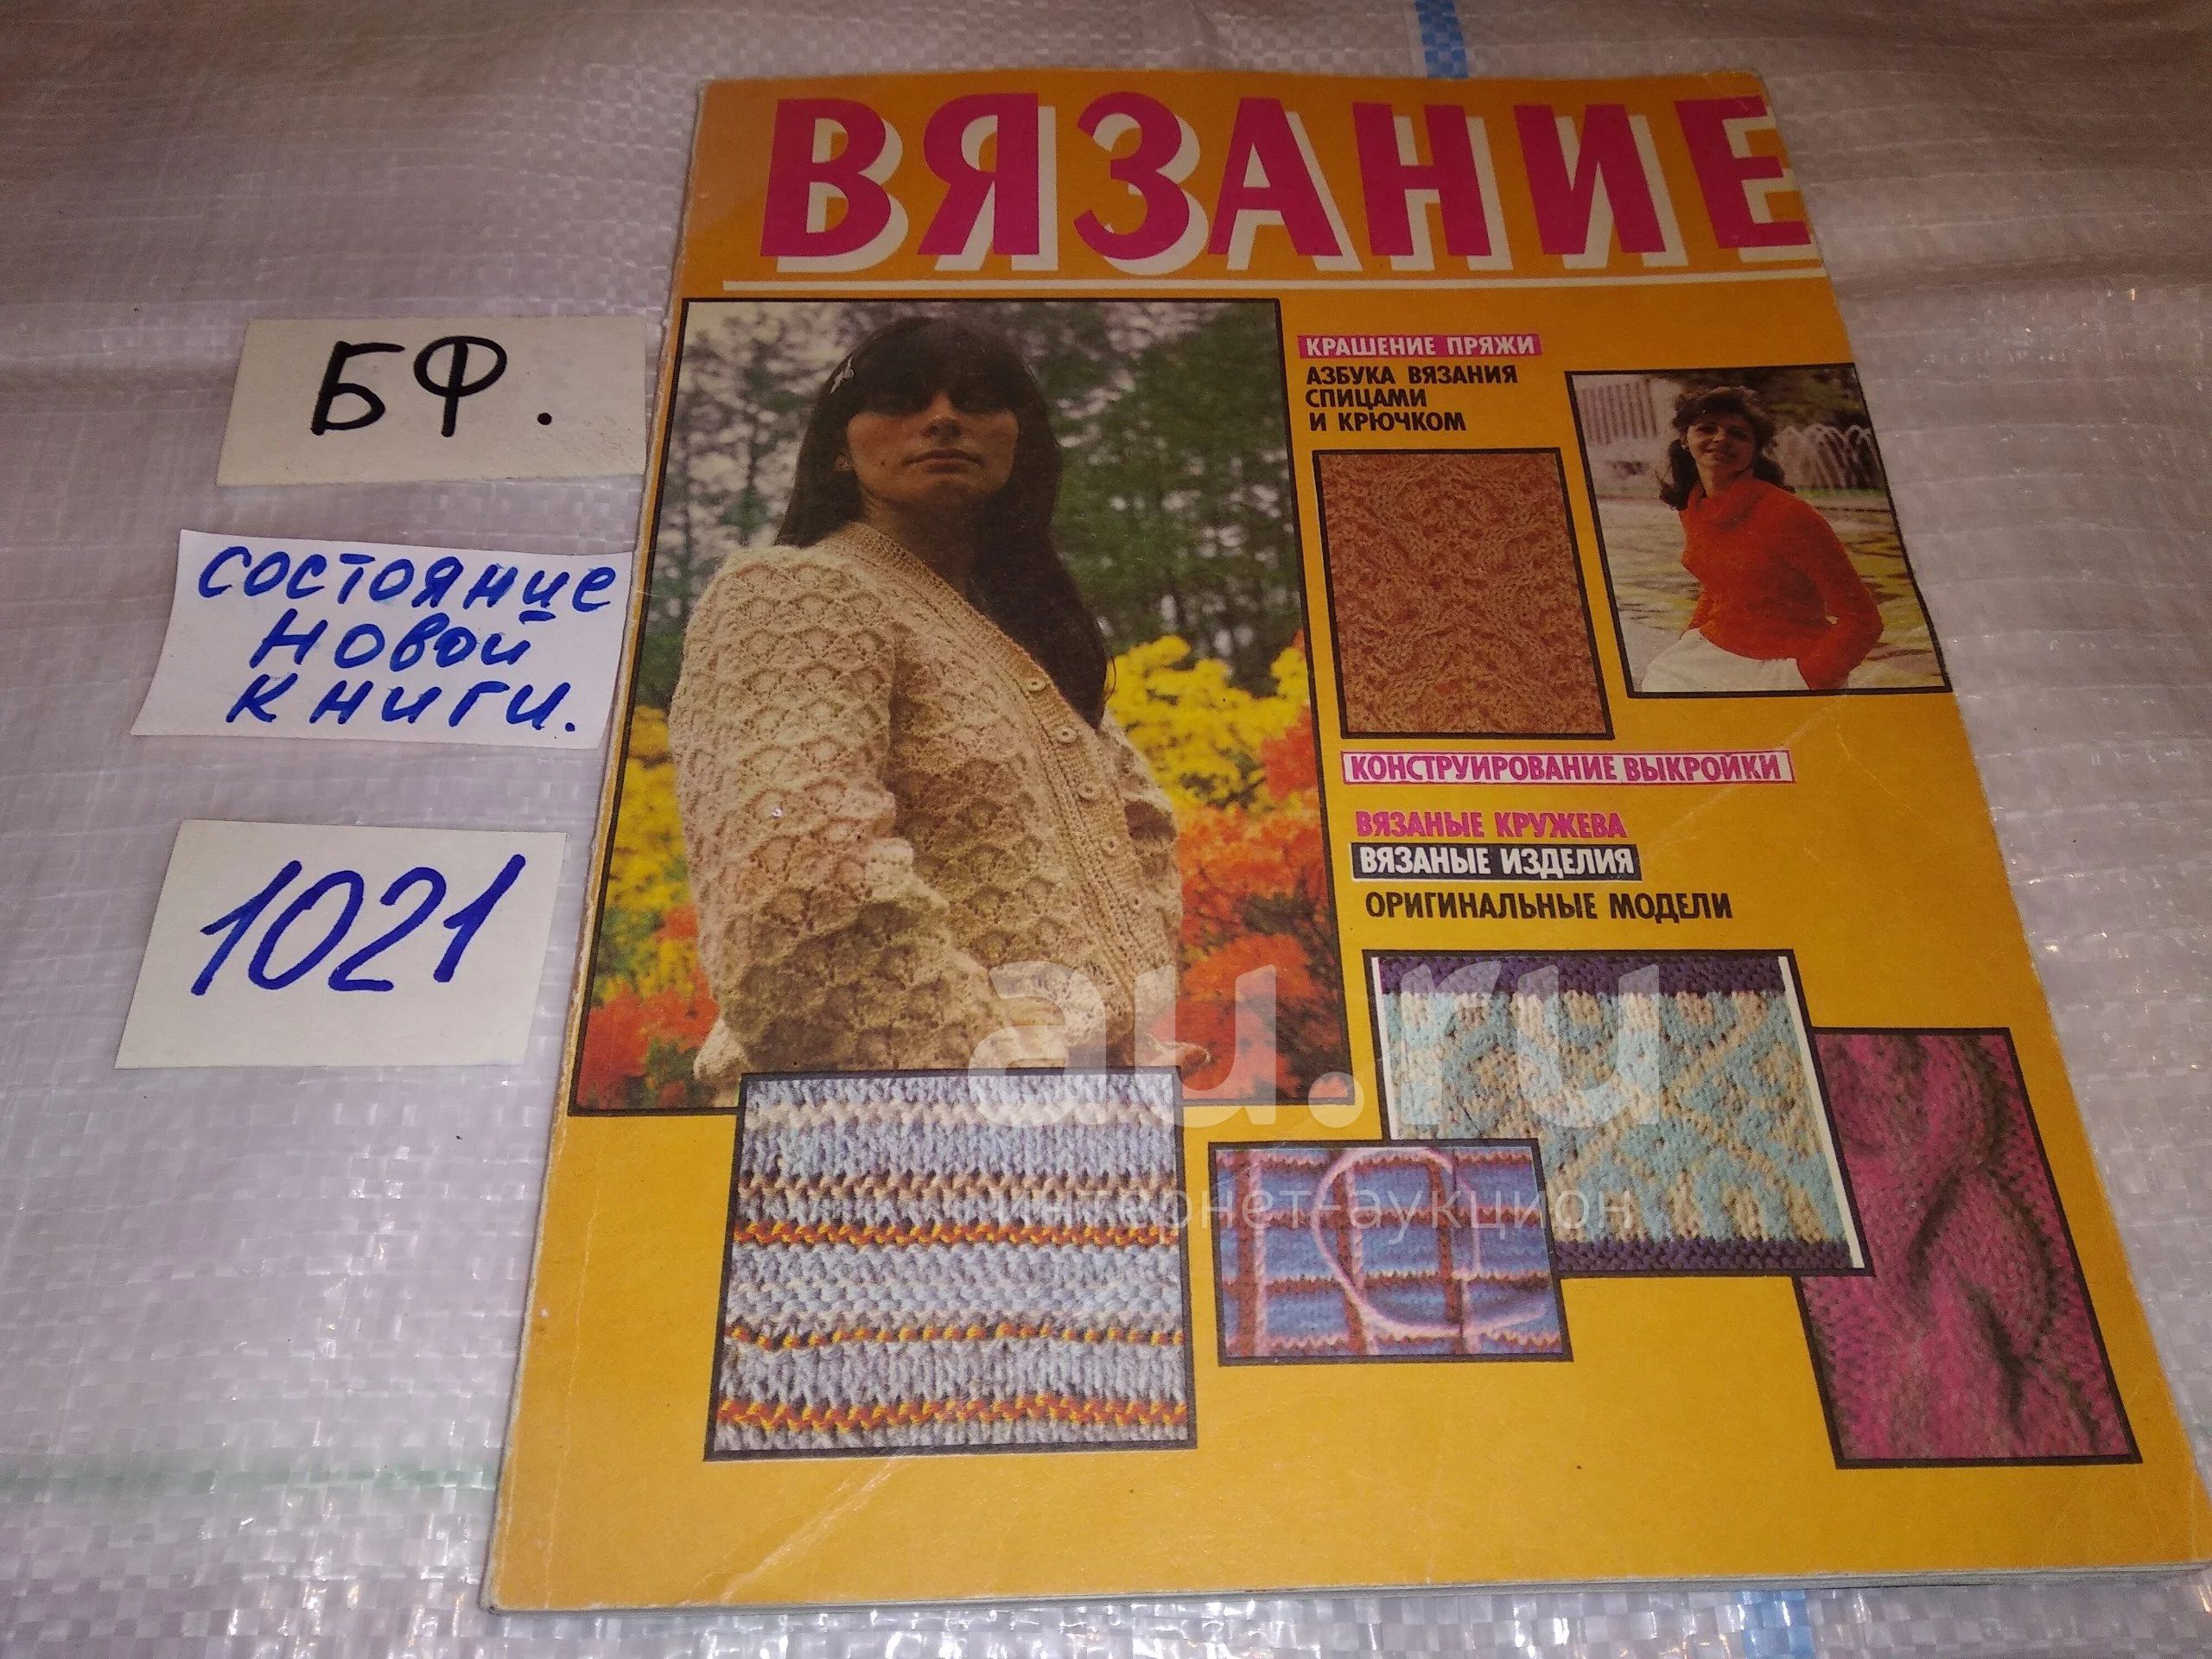 ВЯЗАНИЕ
КРАШЕНИЕ ПРЯЖИ
АЗБУКА ВЯЗАНИЯ
СПИЦАМИ
И КРЮЧКОМ
КОНСТРУИРОВАНИЕ ВЫКРОЙКИ
ВЯЗАНЫЕ КРУЖЕВА
ВЯЗАНЫЕ ИЗДЕЛИЯ
ОРИГИНАЛЬНЫЕ МОДЕЛИ
БФ.
состояние
новой
книги.
1021
au.ru
интернет-аукцион